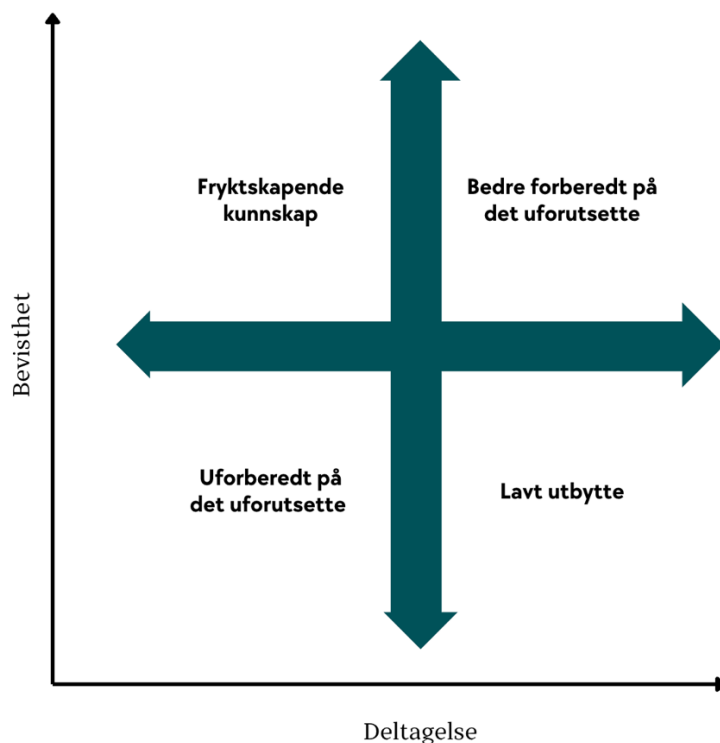 Fryktskapende
kunnskap
Bedre forberedt på
det uforutsette
Bevisthet
Uforberedt på
det uforutsette
Lavt utbytte
Deltagelse